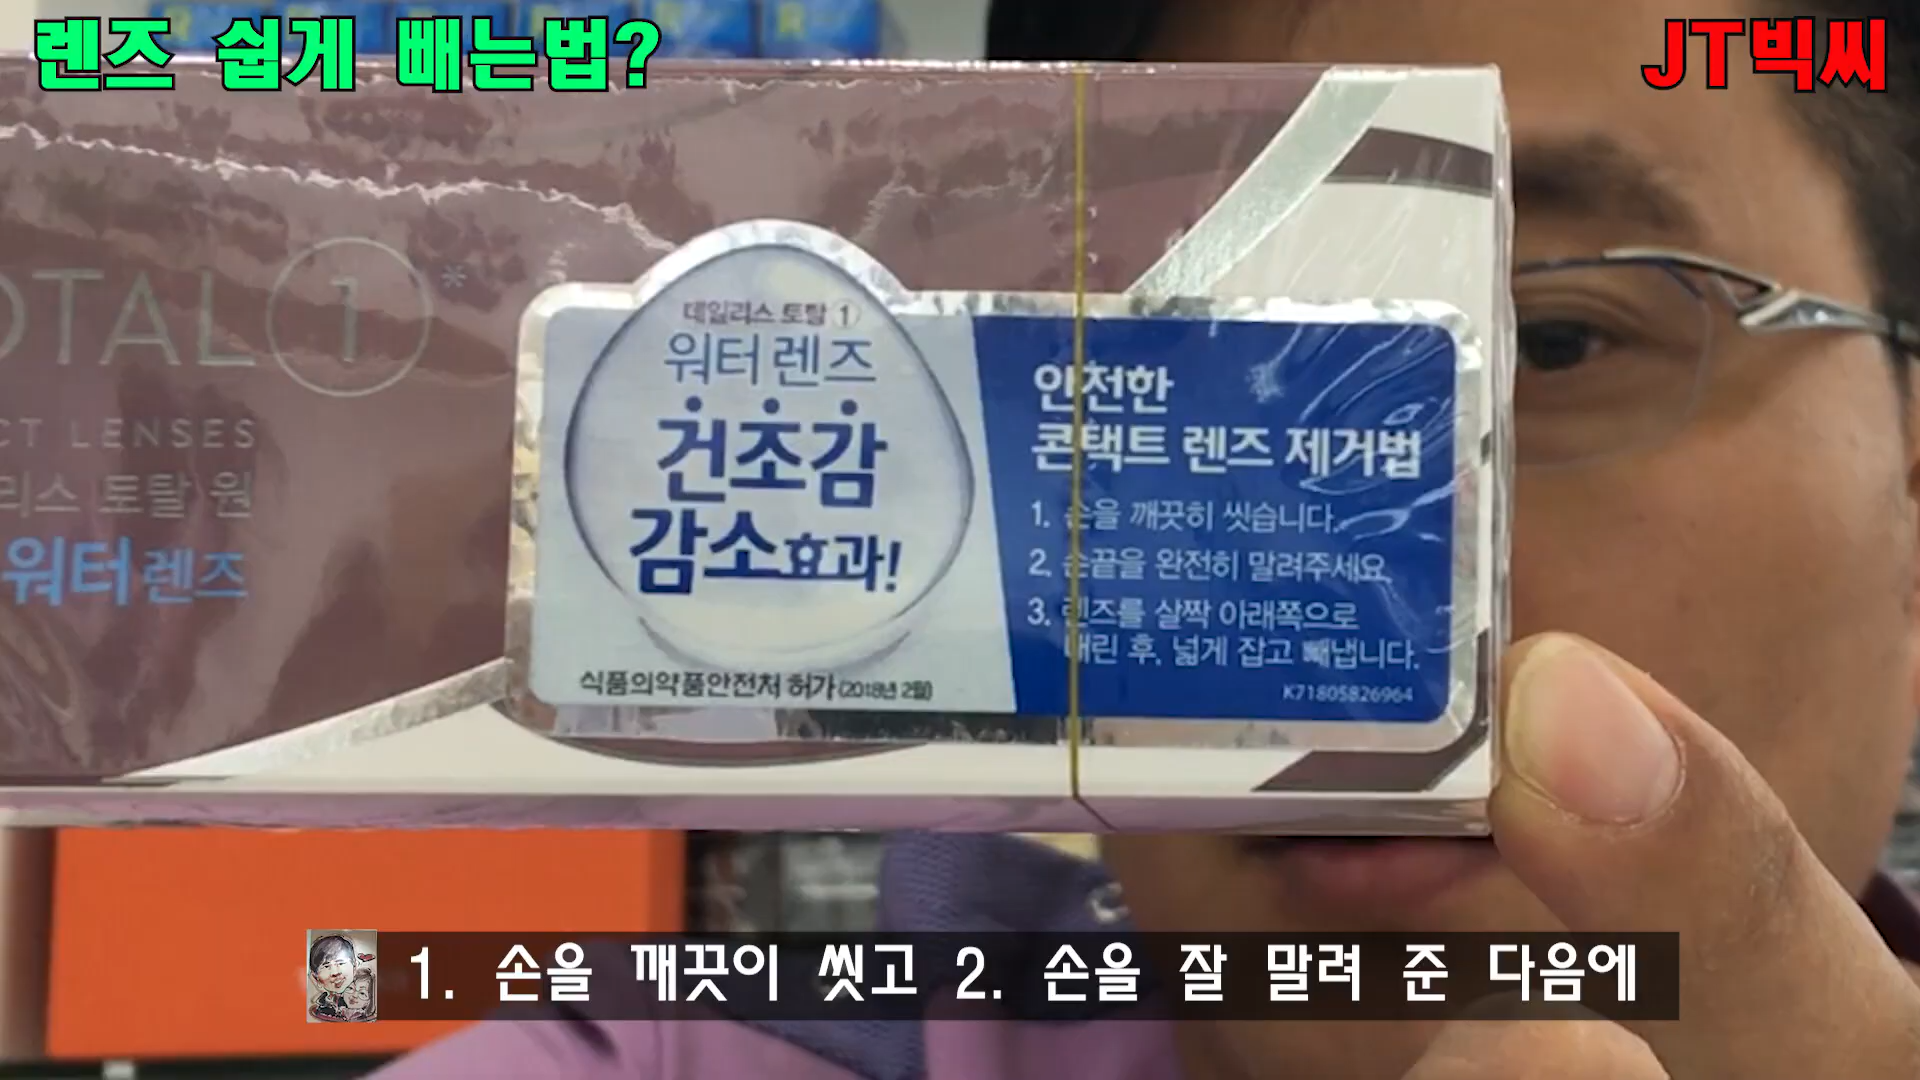 렌즈 쉽게 빼는법?
JT빅씨
OTAL 1*
CT LENSES
리스 토탈 원
워터렌즈
데일리스 토탈 1
워터렌즈
건조감
감소효과!
식품의약품안전처 허가(2018년 2월)
안전한
콘택트 렌즈 제거법
1. 손을 깨끗히 씻습니다.
2. 손끝을 완전히 말려주세요.
3. 렌즈를 살짝 아래쪽으로
내린 후, 넓게 잡고 빼냅니다.
K71805826964
1. 손을 깨끗이 씻고 2. 손을 잘 말려 준 다음에